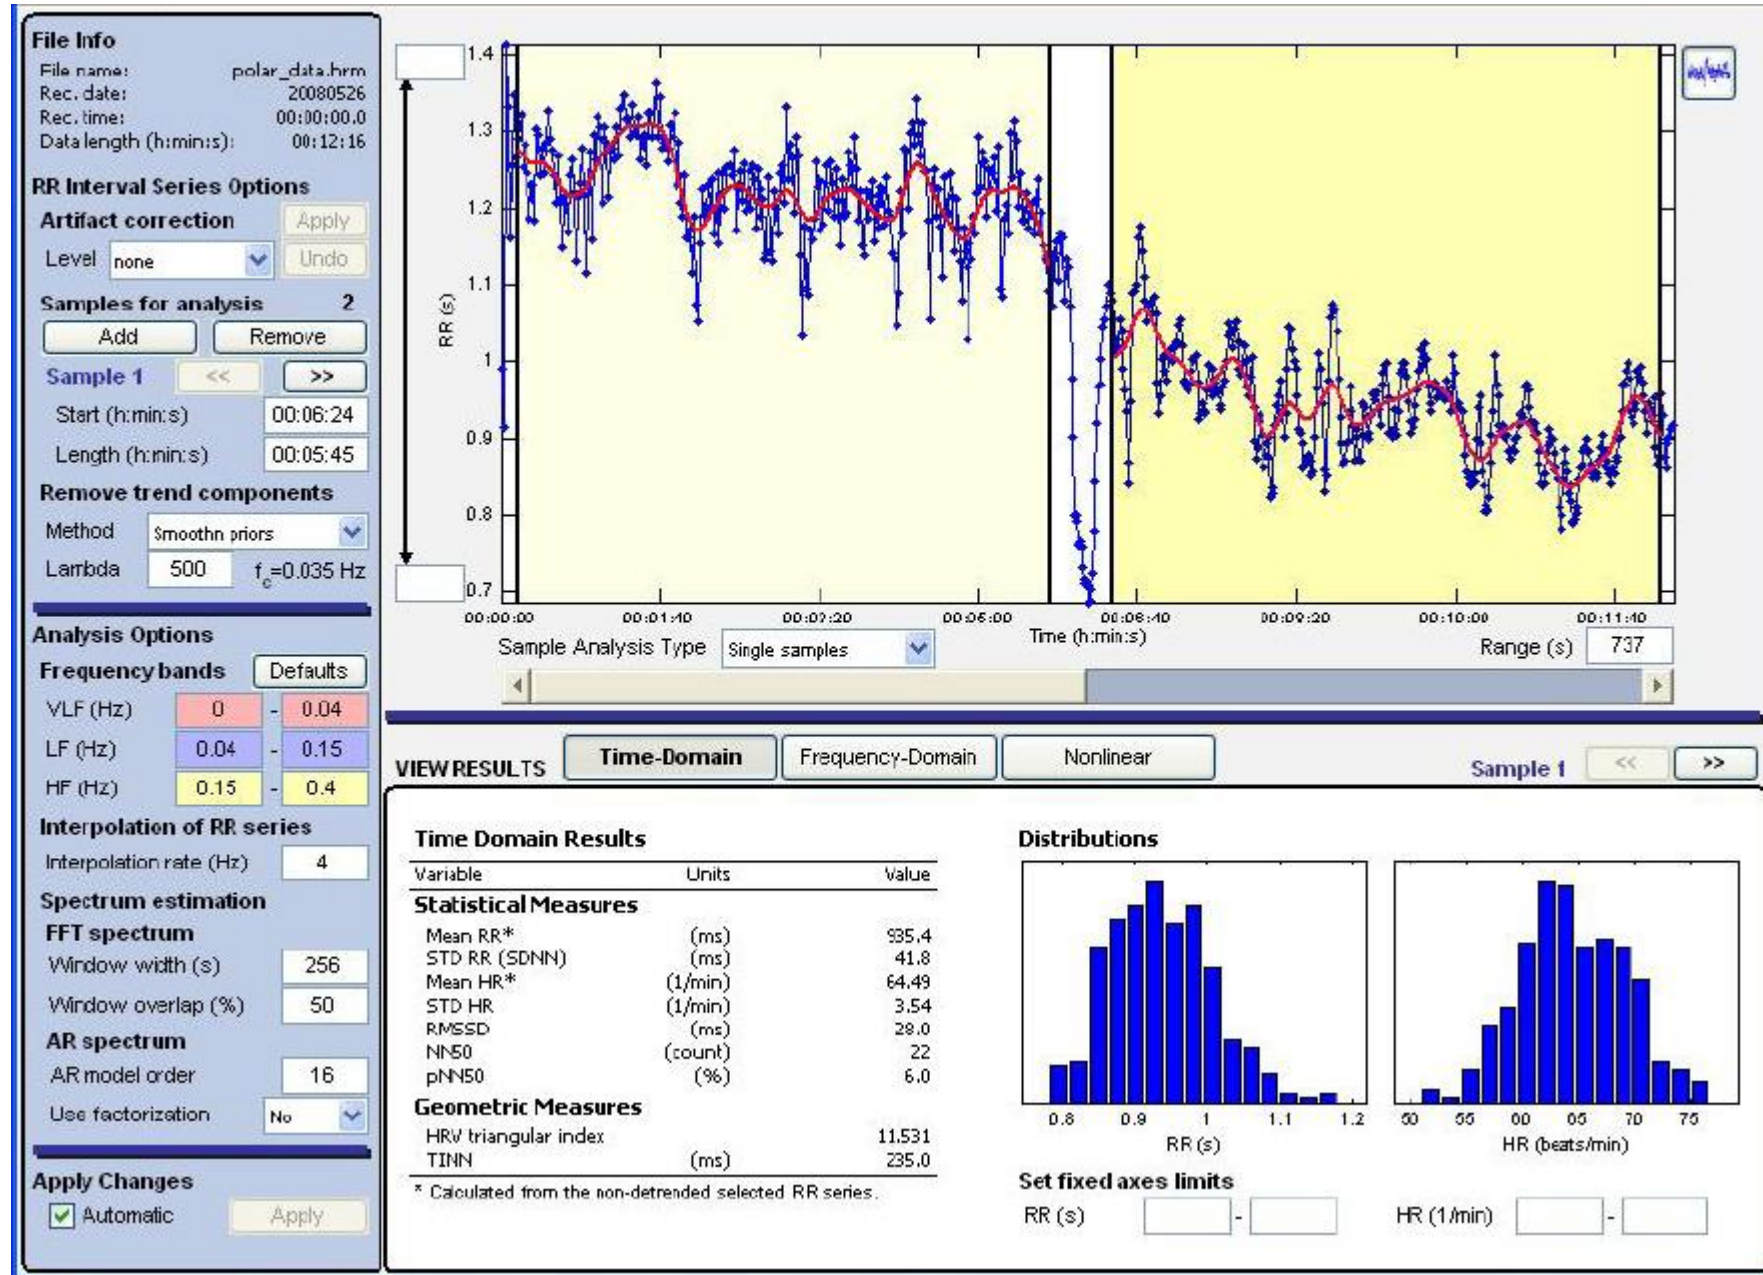 File Info
File name: polar_data.hrm
Rec. date: 20080526
Rec. time: 00:00:00.0
Data length (h:min:s): 00:12:16
RR Interval Series Options
Artifact correction Apply
Level none Undo
Samples for analysis 2
Add Remove
Sample 1 << >>
Start (h:min:s) 00:06:24
Length (h:min:s) 00:05:45
Remove trend components
Method Smoothn priors
Lambda 500 fc=0.035 Hz
Analysis Options
Frequency bands Defaults
VLF (Hz) 0 - 0.04
LF (Hz) 0.04 - 0.15
HF (Hz) 0.15 - 0.4
Interpolation of RR series
Interpolation rate (Hz) 4
Spectrum estimation
FFT spectrum
Window width (s) 256
Window overlap (%) 50
AR spectrum
AR model order 16
Use factorization No
Apply Changes
Automatic Apply
1.4
1.3
1.2
1.1
1
0.9
0.8
0.7
RR (s)
00:00:00 00:01:40 00:06:40 00:10:00 00:11:40
Time (h:min:s)
Sample Analysis Type Single samples
Range (s) 737
VIEW RESULTS Time-Domain Frequency-Domain Nonlinear Sample 1 << >>
Time Domain Results
Variable Units Value
Statistical Measures
Mean RR* (ms) 935.4
STD RR (SDNN) (ms) 41.8
Mean HR* (1/min) 64.49
STD HR (1/min) 3.54
RMSSD (ms) 28.0
NN50 (count) 22
pNN50 (%) 6.0
Geometric Measures
HRV triangular index 11.531
TINN (ms) 235.0
* Calculated from the non-detrended selected RR series.
Distributions
0.8 0.9 1 1.1 1.2
RR (s)
50 55 60 65 70 75
HR (beats/min)
Set fixed axes limits
RR (s) -
HR (1/min) -